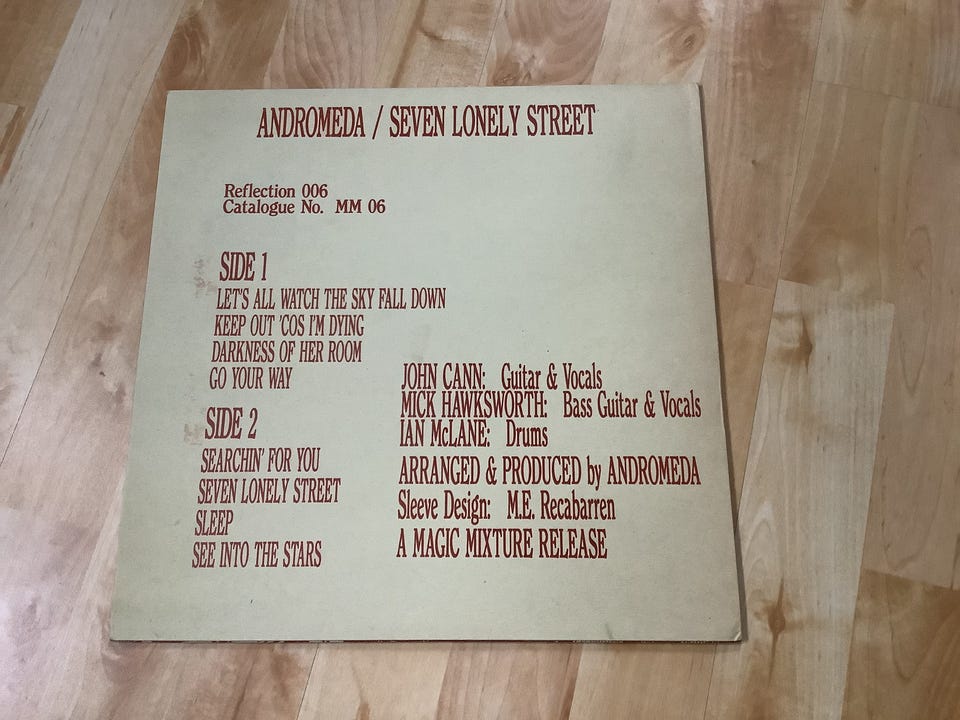 ANDROMEDA / SEVEN LONELY STREET
Reflection 006
Catalogue No. MM 06
SIDE 1
LET'S ALL WATCH THE SKY FALL DOWN
KEEP OUT 'COS I'M DYING
DARKNESS OF HER ROOM
GO YOUR WAY
SIDE 2
SEARCHIN' FOR YOU
SEVEN LONELY STREET
SLEEP
SEE INTO THE STARS
JOHN CANN: Guitar & Vocals
MICK HAWKSWORTH: Bass Guitar & Vocals
IAN McLANE: Drums
ARRANGED & PRODUCED by ANDROMEDA
Sleeve Design: M.E. Recabarren
A MAGIC MIXTURE RELEASE